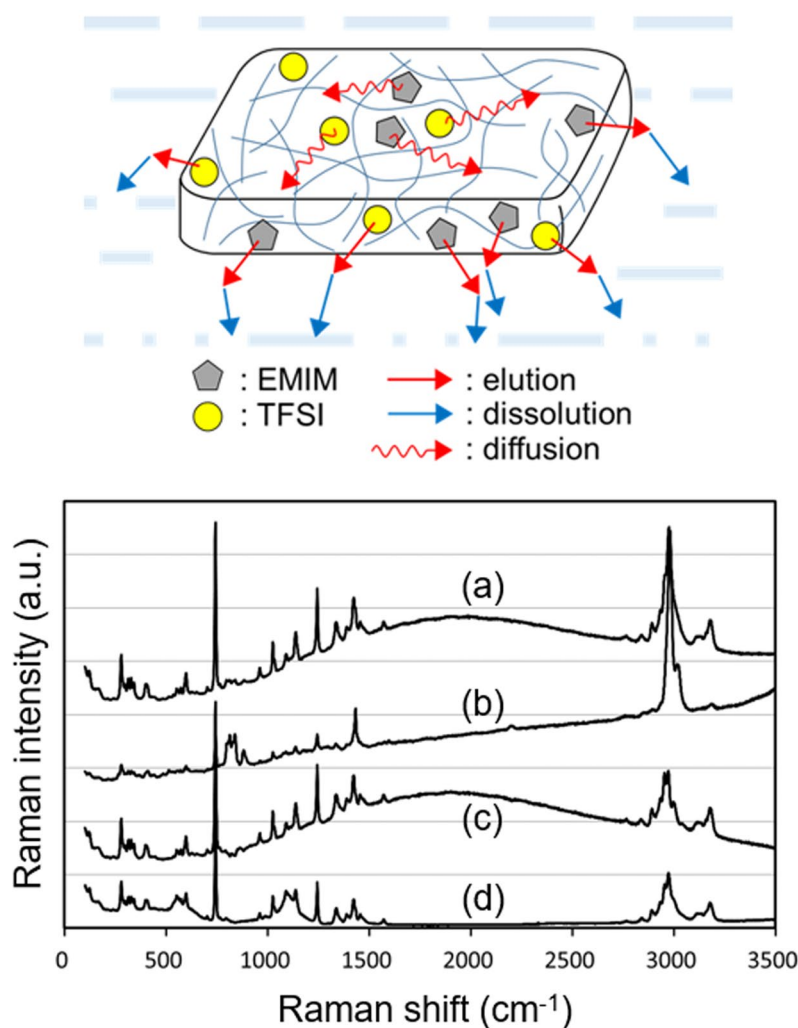 : EMIM : elution
: TFSI : dissolution
: diffusion
Raman intensity (a.u.)
(a)
(b)
(c)
(d)
0 500 1000 1500 2000 2500 3000 3500
Raman shift (cm⁻¹)